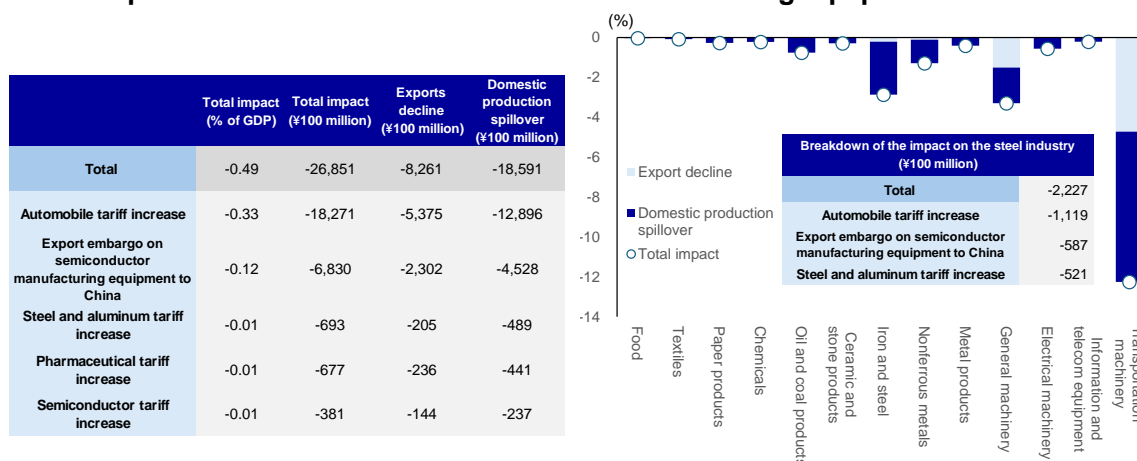 (%)
Total impact
(% of GDP)
Total impact
(¥100 million)
Exports
decline
(¥100 million)
Domestic
production
spillover
(¥100 million)
Total -0.49 -26,851 -8,261 -18,591
Automobile tariff increase -0.33 -18,271 -5,375 -12,896
Export embargo on
semiconductor
manufacturing equipment to
China
-0.12 -6,830 -2,302 -4,528
Steel and aluminum tariff
increase
-0.01 -693 -205 -489
Pharmaceutical tariff
increase
-0.01 -677 -236 -441
Semiconductor tariff
increase
-0.01 -381 -144 -237
0
-2
-4
-6
-8
-10
-12
-14
Export decline
Domestic production
spillover
Total impact
Breakdown of the impact on the steel industry
(¥100 million)
Total -2,227
Automobile tariff increase -1,119
Export embargo on semiconductor
manufacturing equipment to China
-587
Steel and aluminum tariff increase -521
Food
Textiles
Paper products
Chemicals
Oil and coal products
Ceramic and
stone products
Iron and steel
Nonferrous metals
Metal products
General machinery
Electrical machinery
Information and
telecom equipment
Transportation
machinery